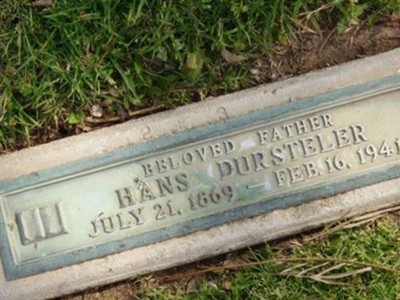 BELOVED FATHER
HANS DURSTELER
JULY 21, 1869 - FEB. 16, 1941